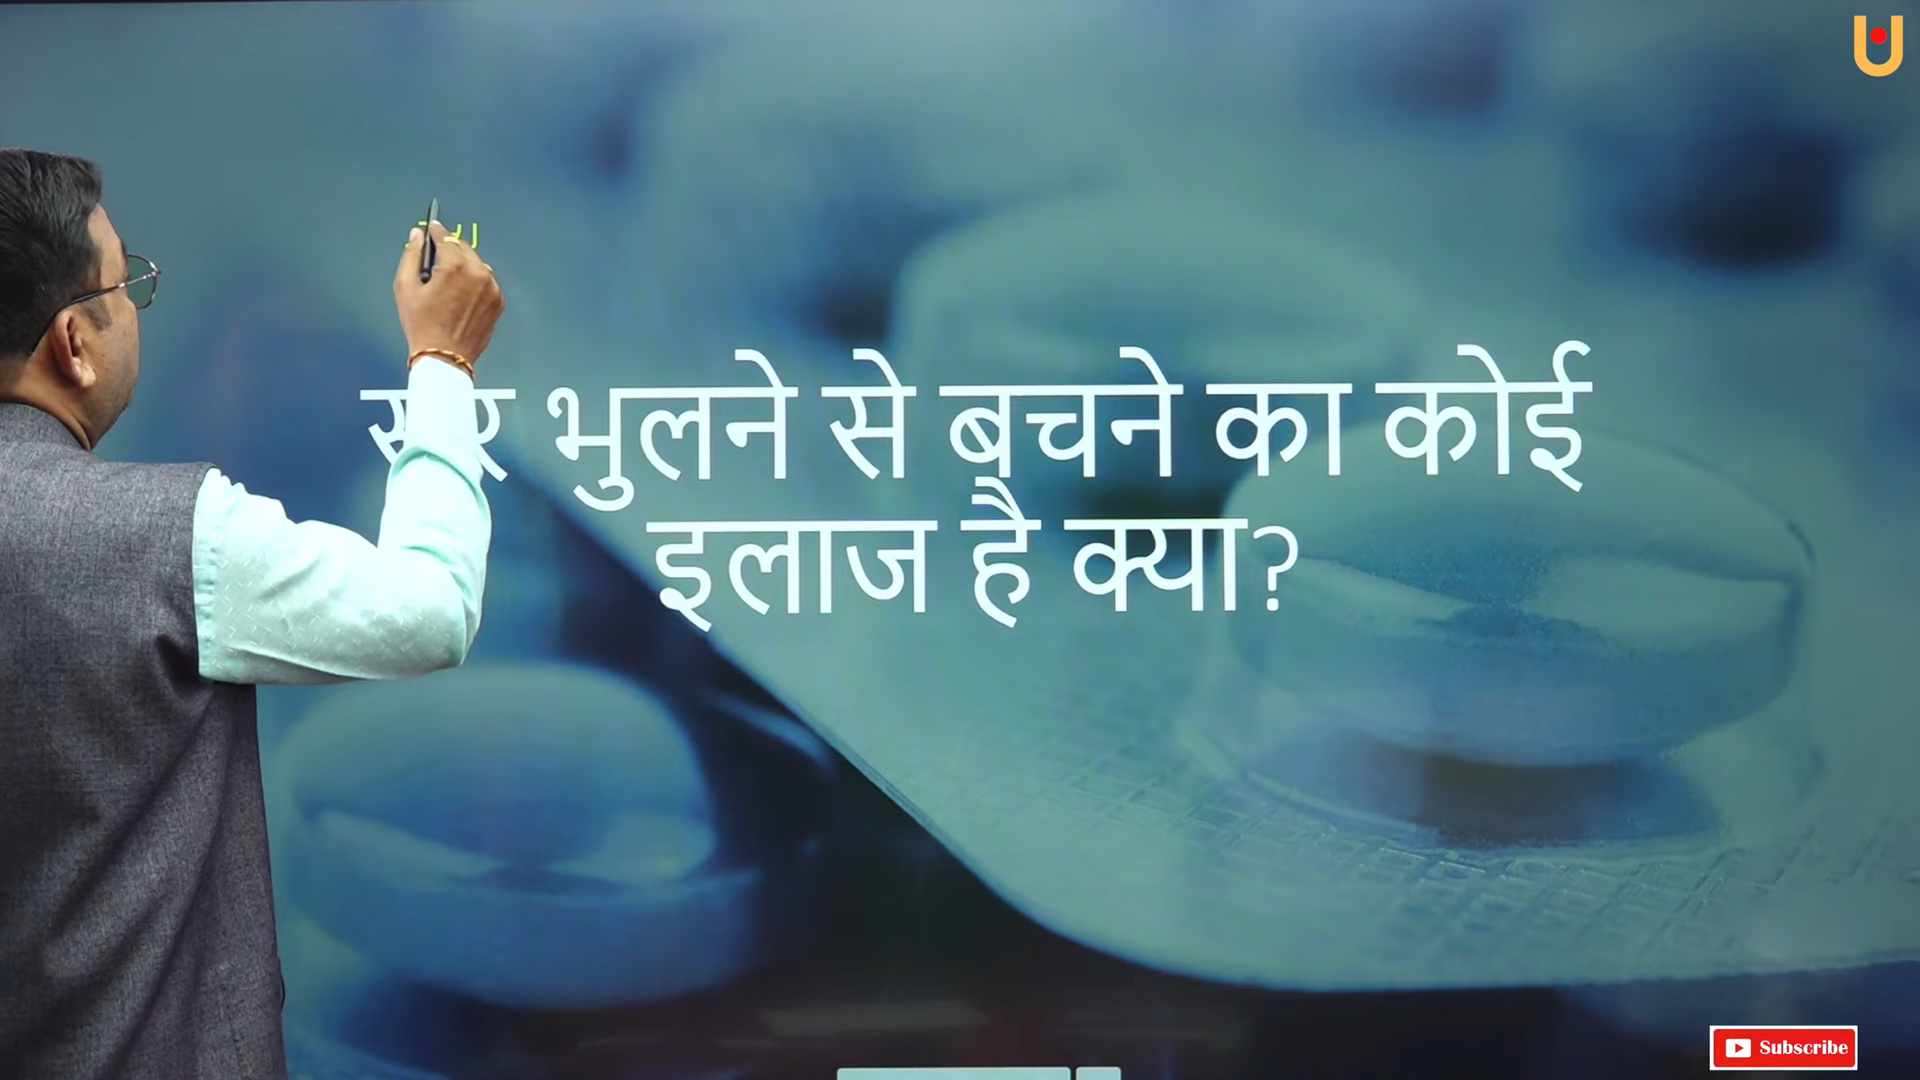 भुलने से बचने का कोई
इलाज है क्या?
Subscribe